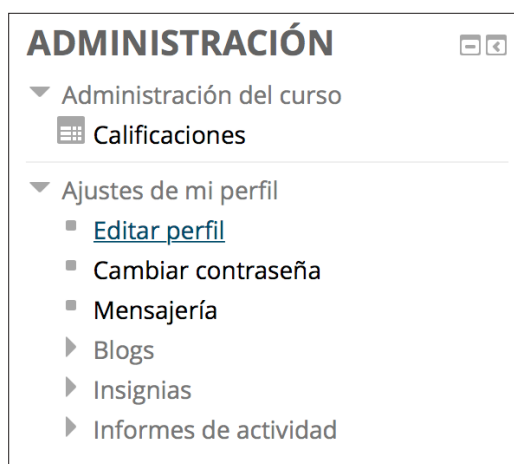 ADMINISTRACIÓN
Administración del curso
Calificaciones
Ajustes de mi perfil
Editar perfil
Cambiar contraseña
Mensajería
Blogs
Insignias
Informes de actividad